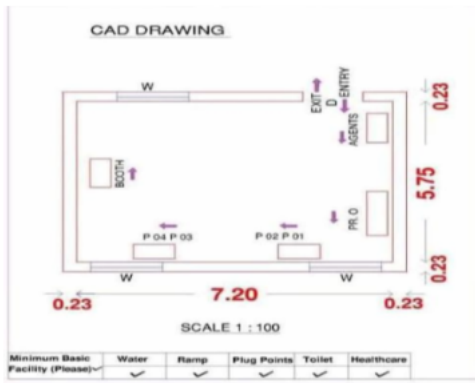 CAD DRAWING
W
EXIT
D
ENTRY
0.23
AGENTS
BOOTH
5.75
PR.O
P 04 P 03
P 02 P 01
W
W
0.23
0.23
7.20
0.23
SCALE 1 : 100
Minimum Basic Facility (Please)✓
Water
Ramp
Plug Points
Toilet
Healthcare
✓ ✓ ✓ ✓ ✓